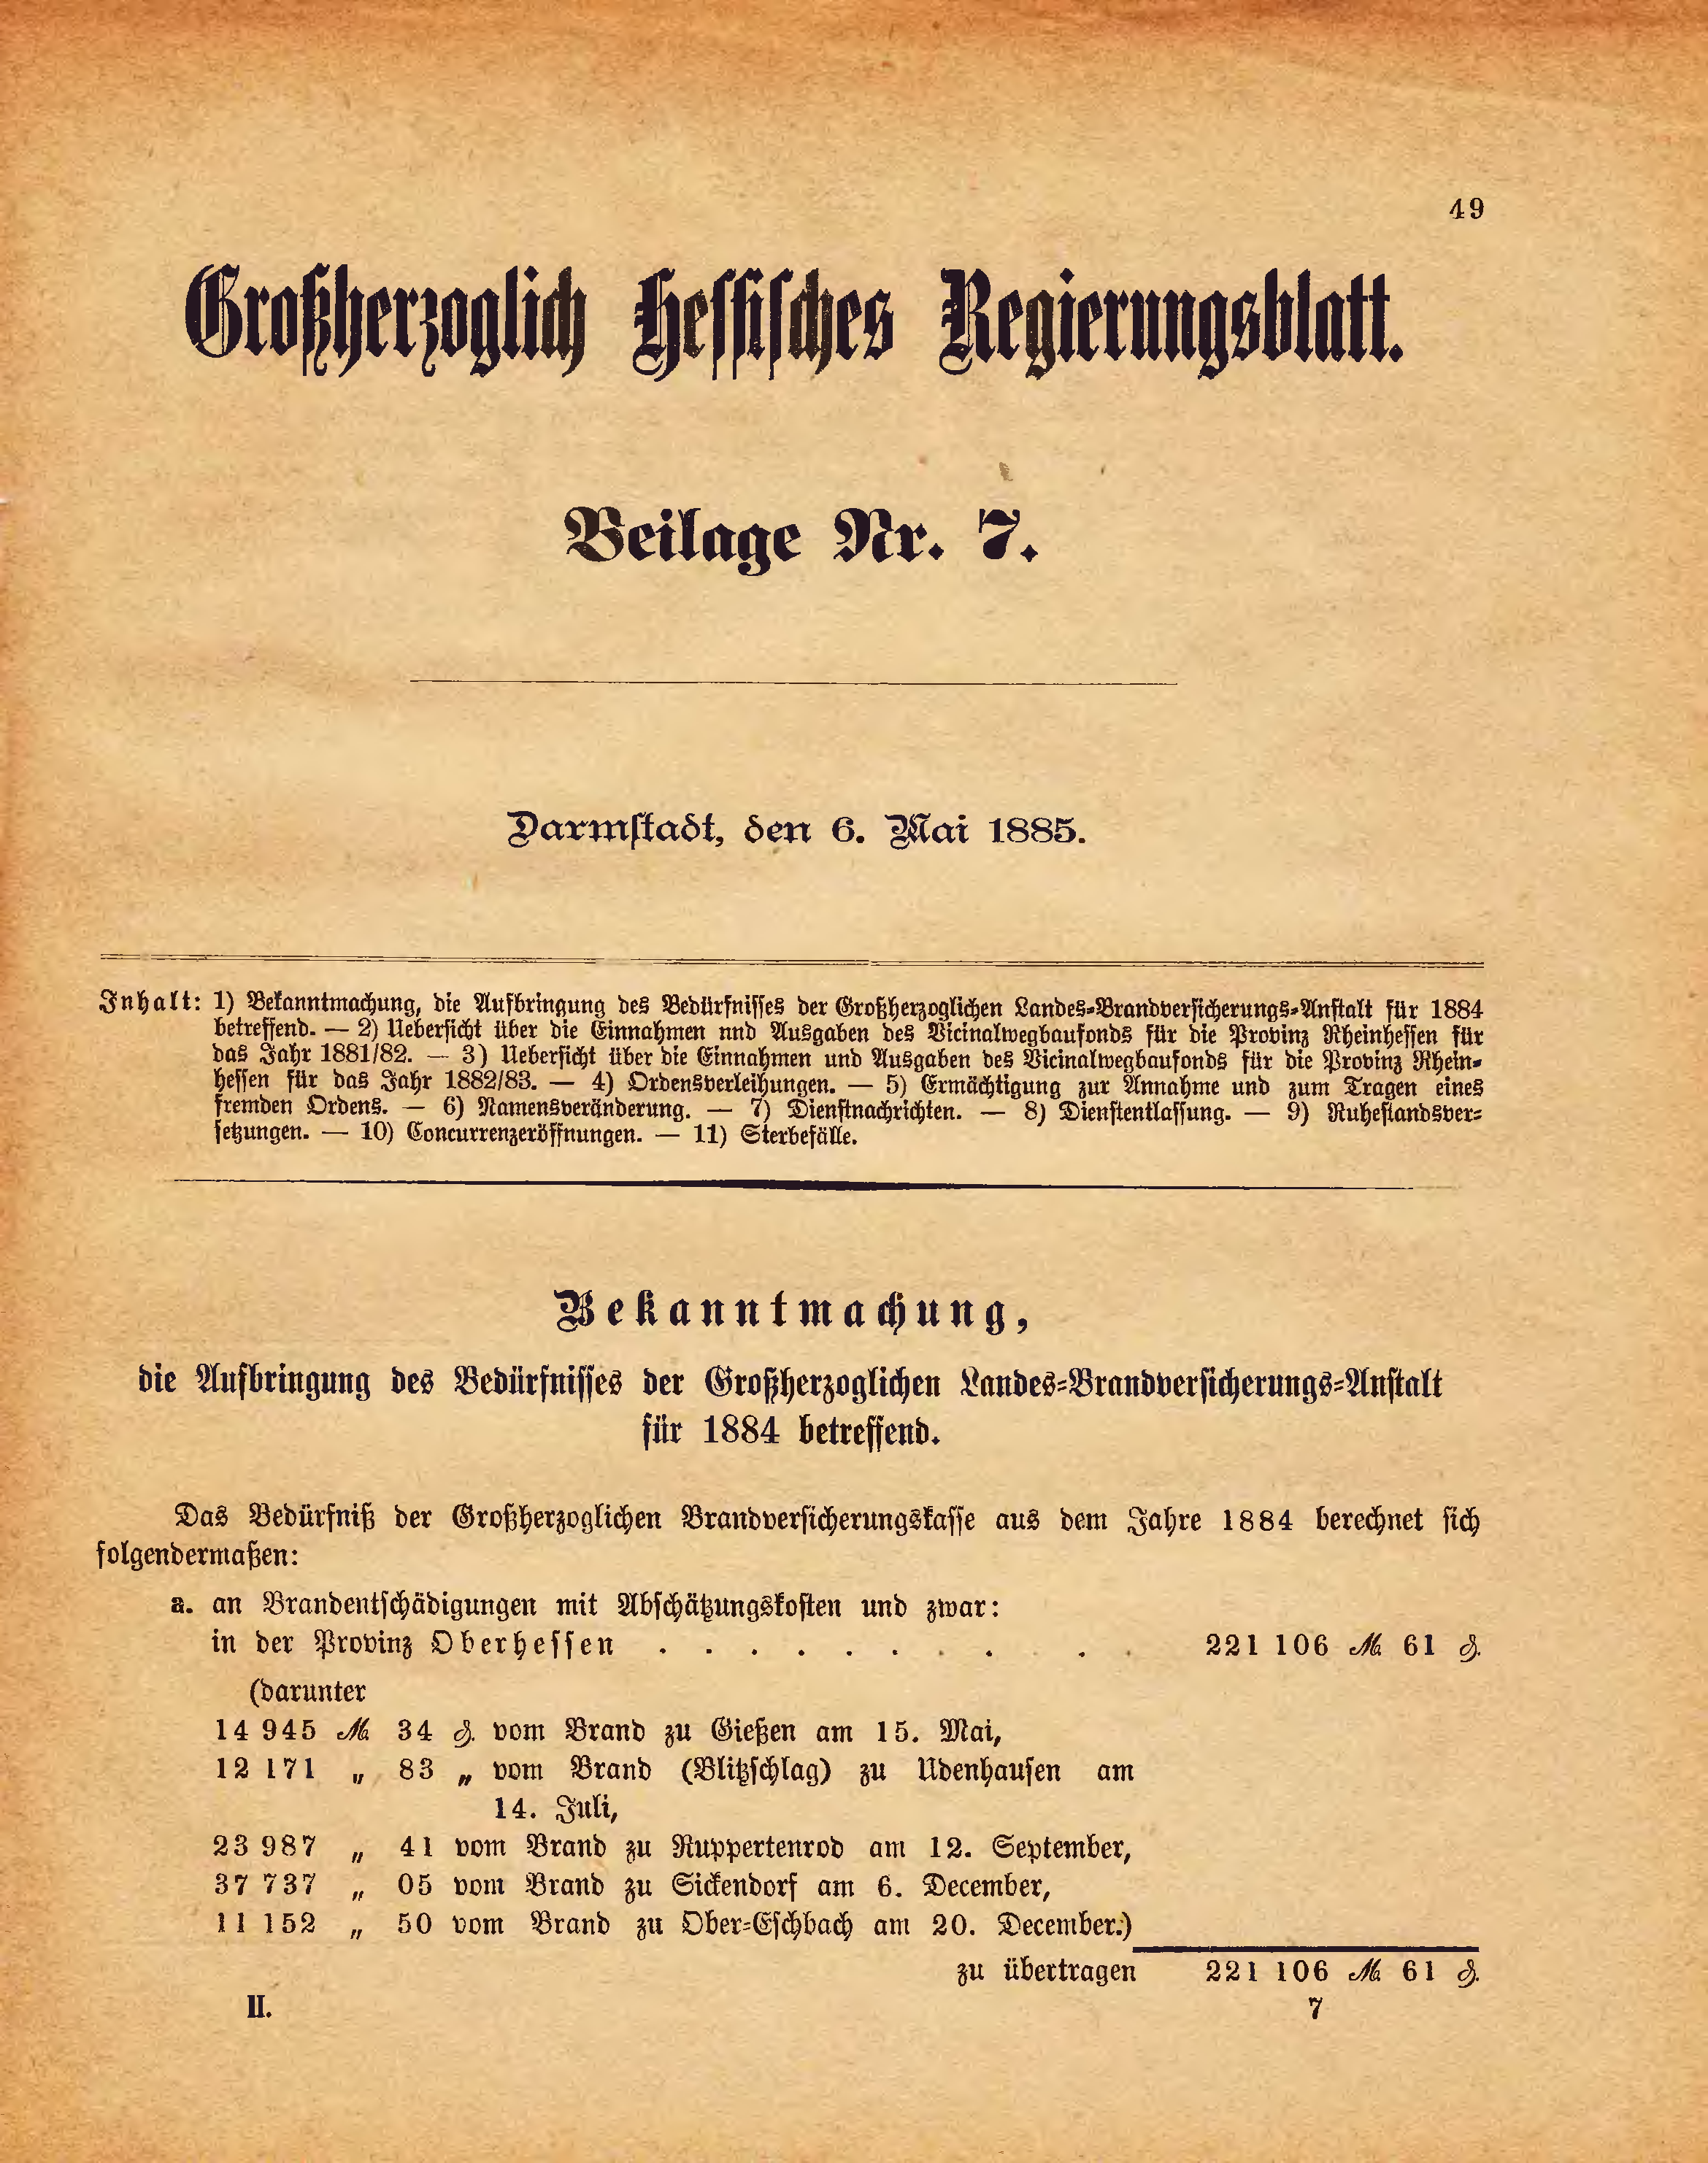 49
Großherzoglich Hessisches Regierungsblatt.
Beilage Nr. 7.
Darmstadt, den 6. Mai 1885.
Inhalt: 1) Bekanntmachung, die Aufbringung des Bedürfnisses der Großherzoglichen Landes-Brandversicherungs-Anstalt für 1884
betreffend. — 2) Uebersicht über die Einnahmen nnd Ausgaben des Vicinalwegbaufonds für die Provinz Rheinhessen für
das Jahr 1881/82. — 3) Uebersicht über die Einnahmen und Ausgaben des Vicinalwegbaufonds für die Provinz Rhein-
hessen für das Jahr 1882/83. — 4) Ordensverleihungen. — 5) Ermächtigung zur Annahme und zum Tragen eines
fremden Ordens. — 6) Namensveränderung. — 7) Dienstnachrichten. — 8) Dienstentlassung. — 9) Ruhestandsver-
setzungen. — 10) Concurrenzeröffnungen. — 11) Sterbefälle.
Bekanntmachung,
die Aufbringung des Bedürfnisses der Großherzoglichen Landes-Brandversicherungs-Anstalt
für 1884 betreffend.
Das Bedürfniß der Großherzoglichen Brandversicherungskasse aus dem Jahre 1884 berechnet sich
folgendermaßen:
a. an Brandentschädigungen mit Abschätzungskosten und zwar:
in der Provinz Oberhessen . . . . . . . . . . 221 106 ℳ 61 ₰.
(darunter
14 945 ℳ 34 ₰. vom Brand zu Gießen am 15. Mai,
12 171 „ 83 „ vom Brand (Blitzschlag) zu Udenhausen am
14. Juli,
23 987 „ 41 vom Brand zu Ruppertenrod am 12. September,
37 737 „ 05 vom Brand zu Sickendorf am 6. December,
11 152 „ 50 vom Brand zu Ober-Eschbach am 20. December.)
zu übertragen 221 106 ℳ 61 ₰.
II. 7